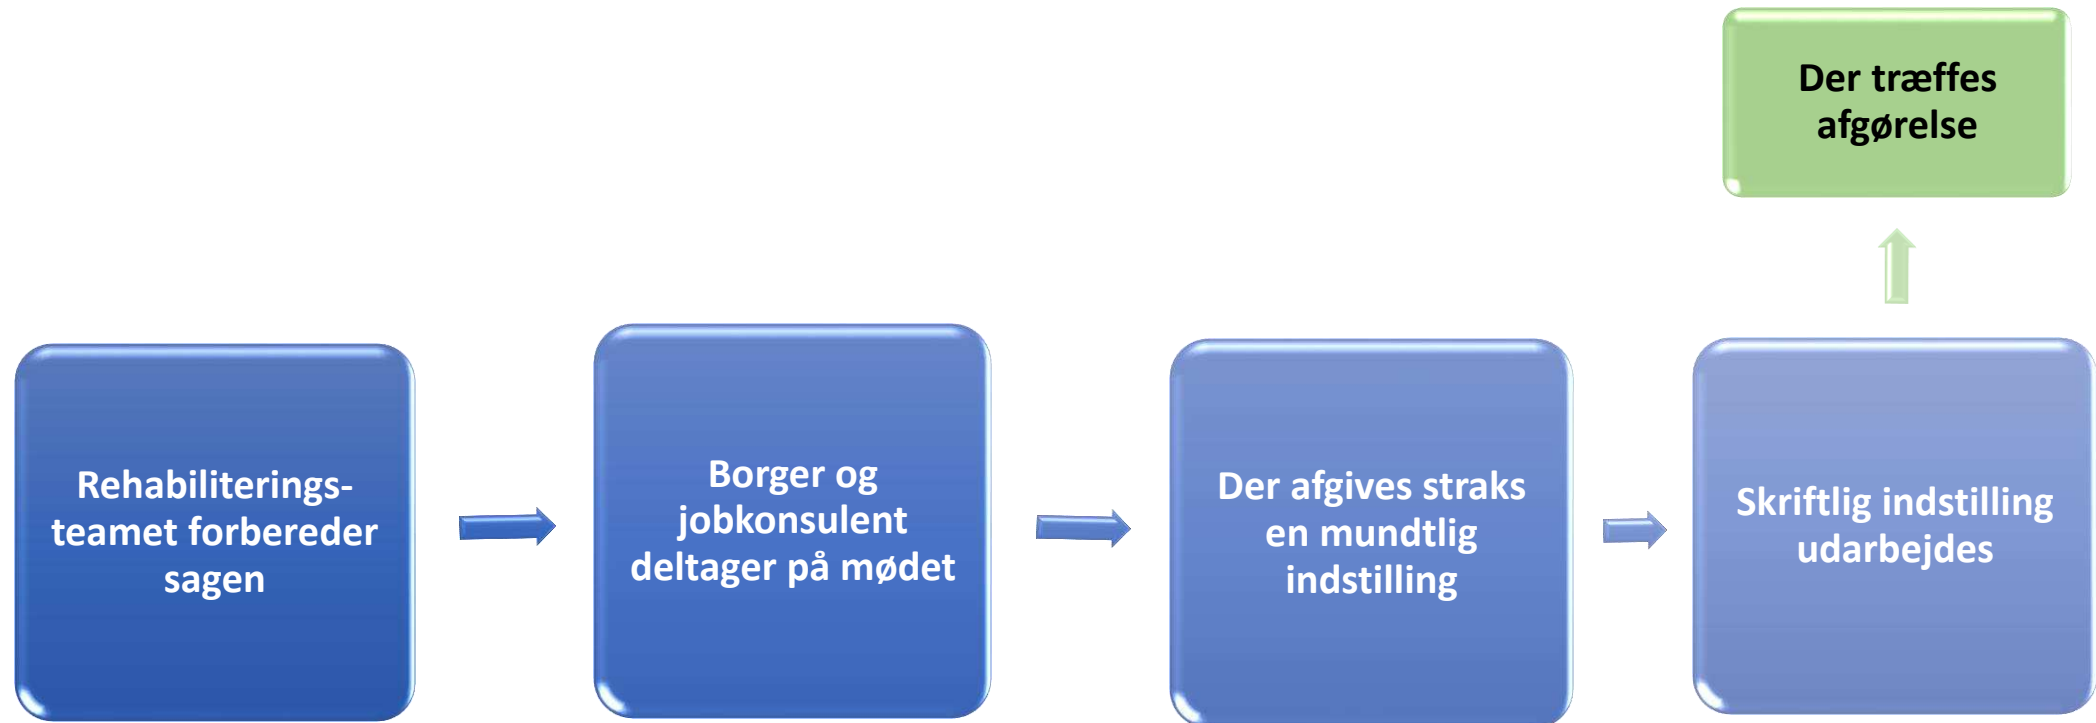 Rehabiliterings-
teamet forbereder
sagen
Borger og
jobkonsulent
deltager på mødet
Der afgives straks
en mundtlig
indstilling
Skriftlig indstilling
udarbejdes
Der træffes
afgørelse